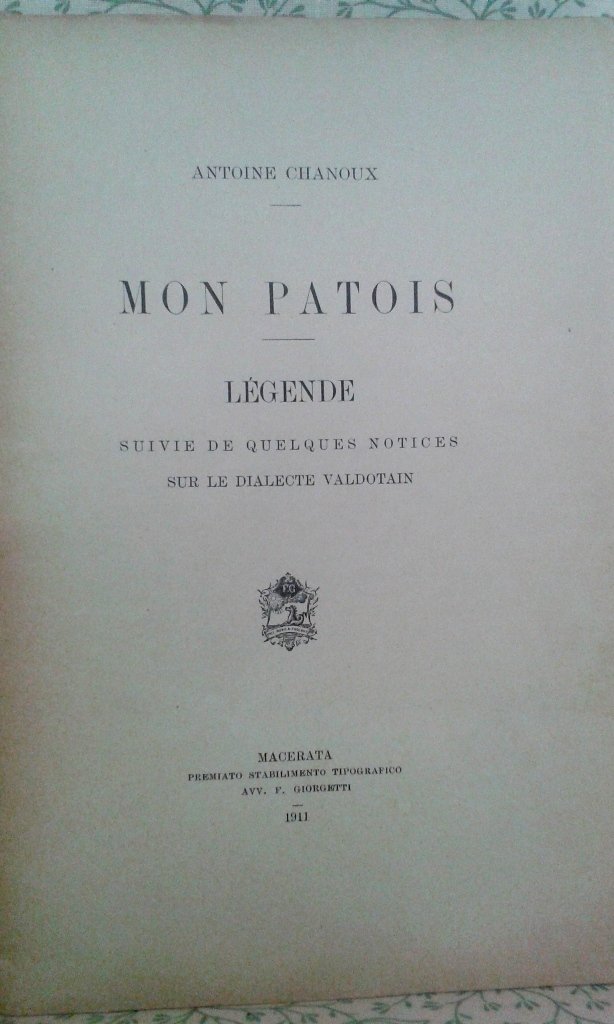 ANTOINE CHANOUX
MON PATOIS
LÉGENDE
SUIVIE DE QUELQUES NOTICES
SUR LE DIALECTE VALDOTAIN
MACERATA
PREMIATO STABILIMENTO TIPOGRAFICO
AVV. F. GIORGETTI
1911